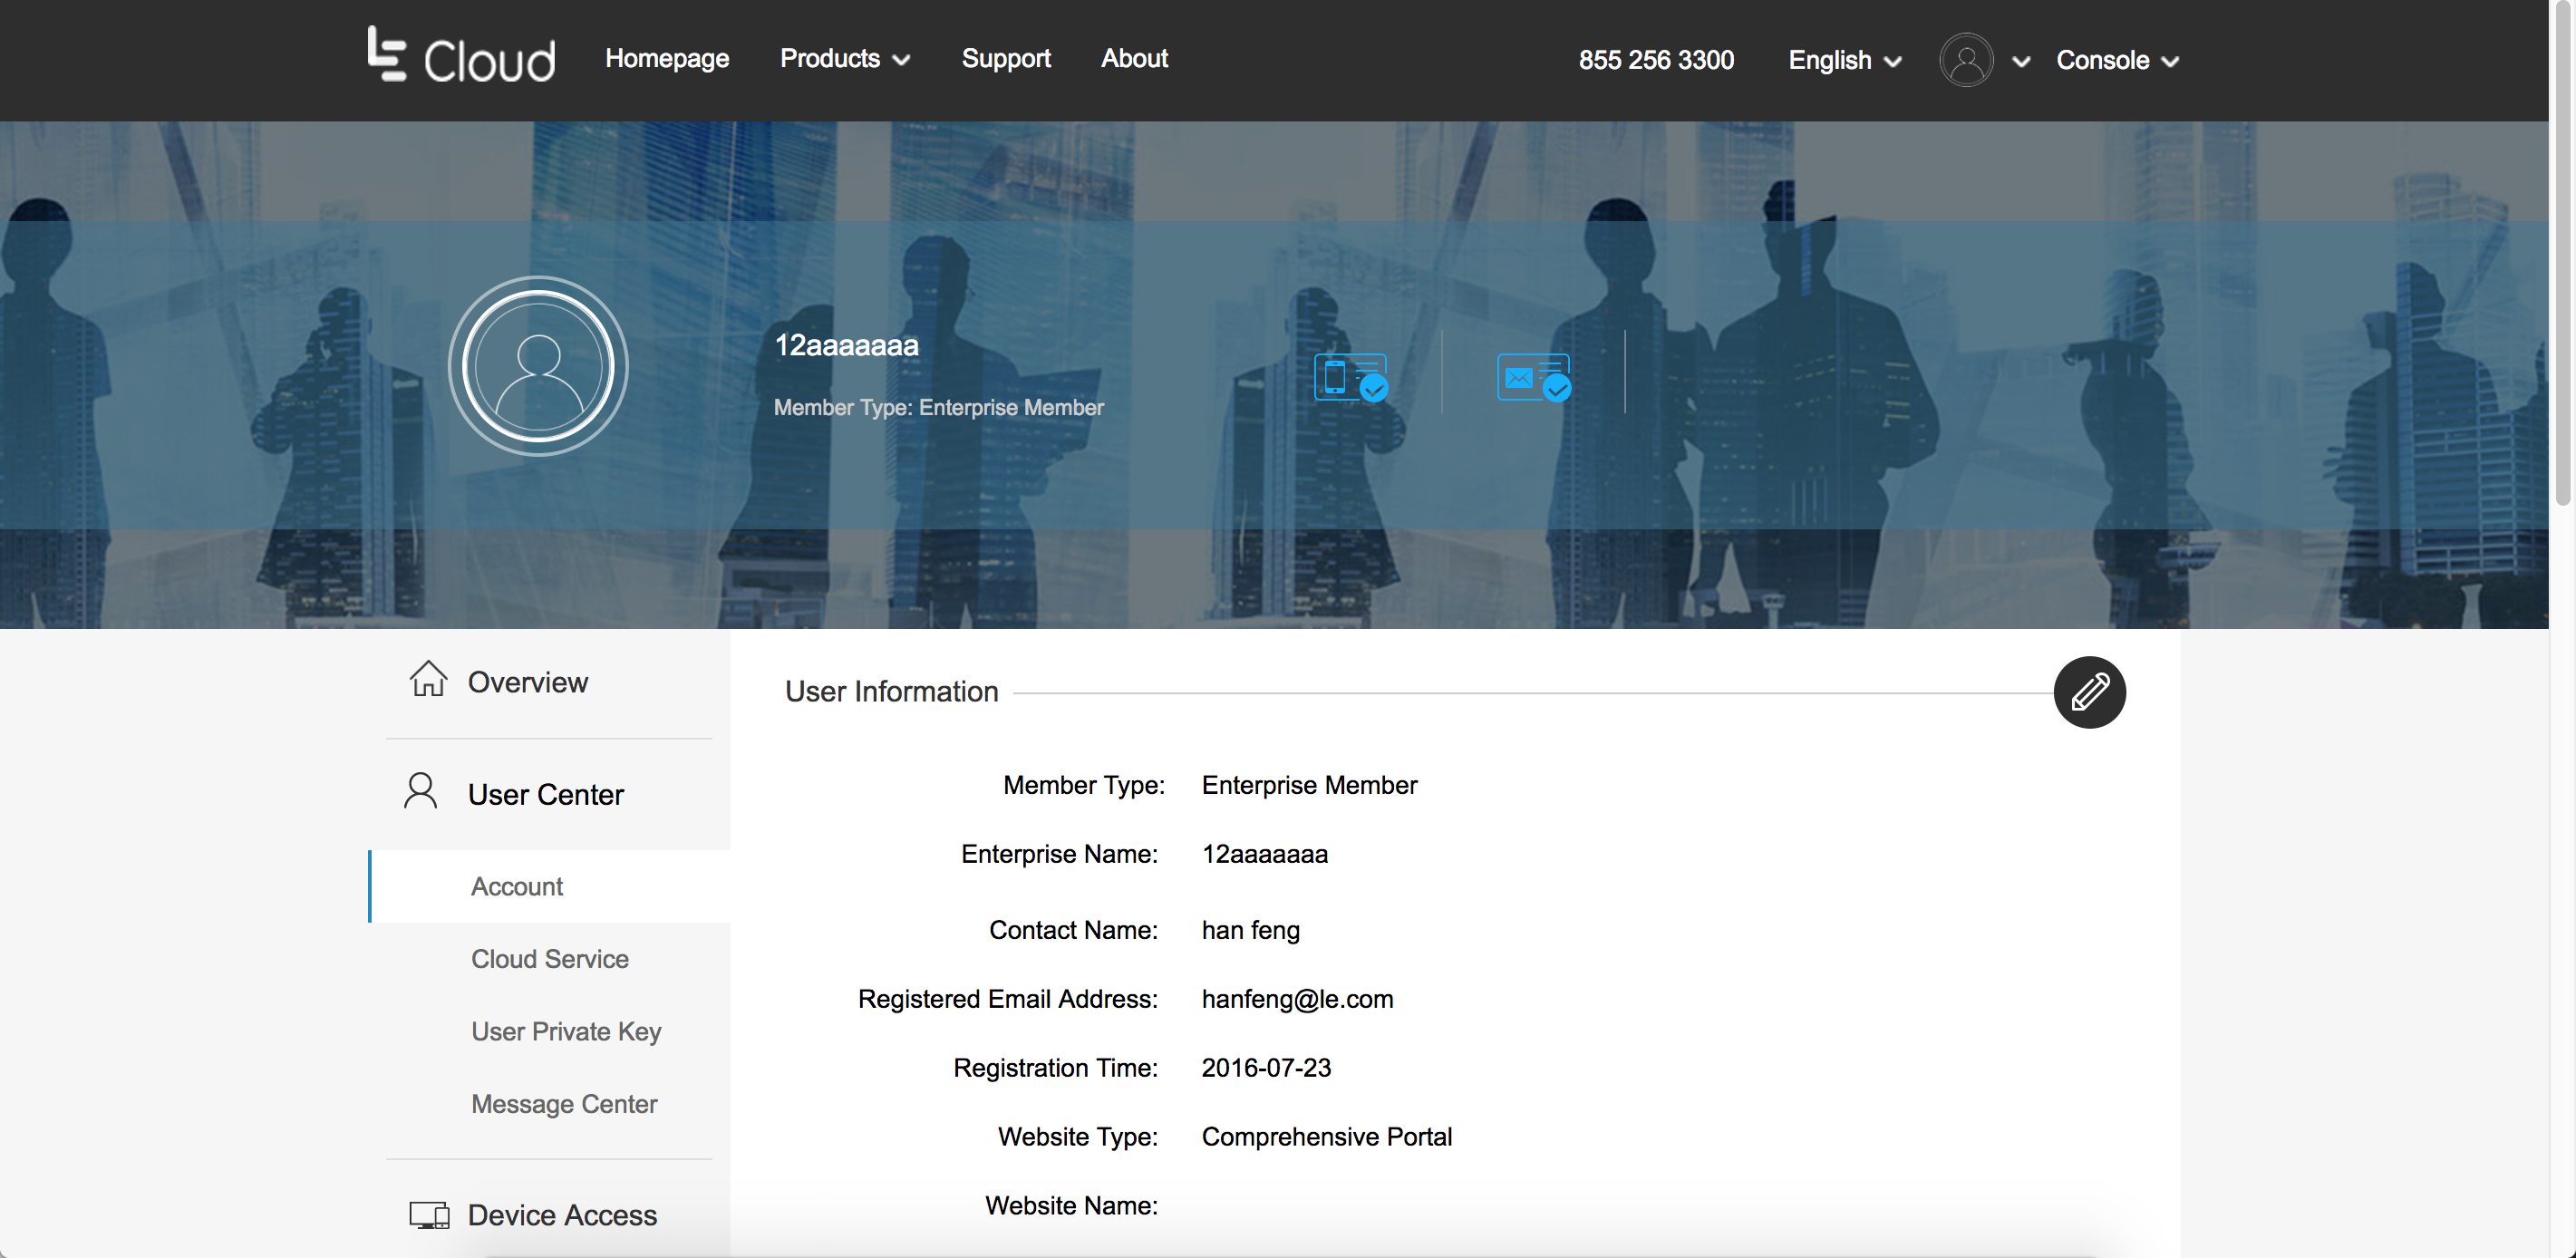 Le Cloud Homepage Products Support About 855 256 3300 English Console
12aaaaaaa
Member Type: Enterprise Member
Overview
User Center
Account
Cloud Service
User Private Key
Message Center
Device Access
User Information
Member Type: Enterprise Member
Enterprise Name: 12aaaaaaa
Contact Name: han feng
Registered Email Address: hanfeng@le.com
Registration Time: 2016-07-23
Website Type: Comprehensive Portal
Website Name: